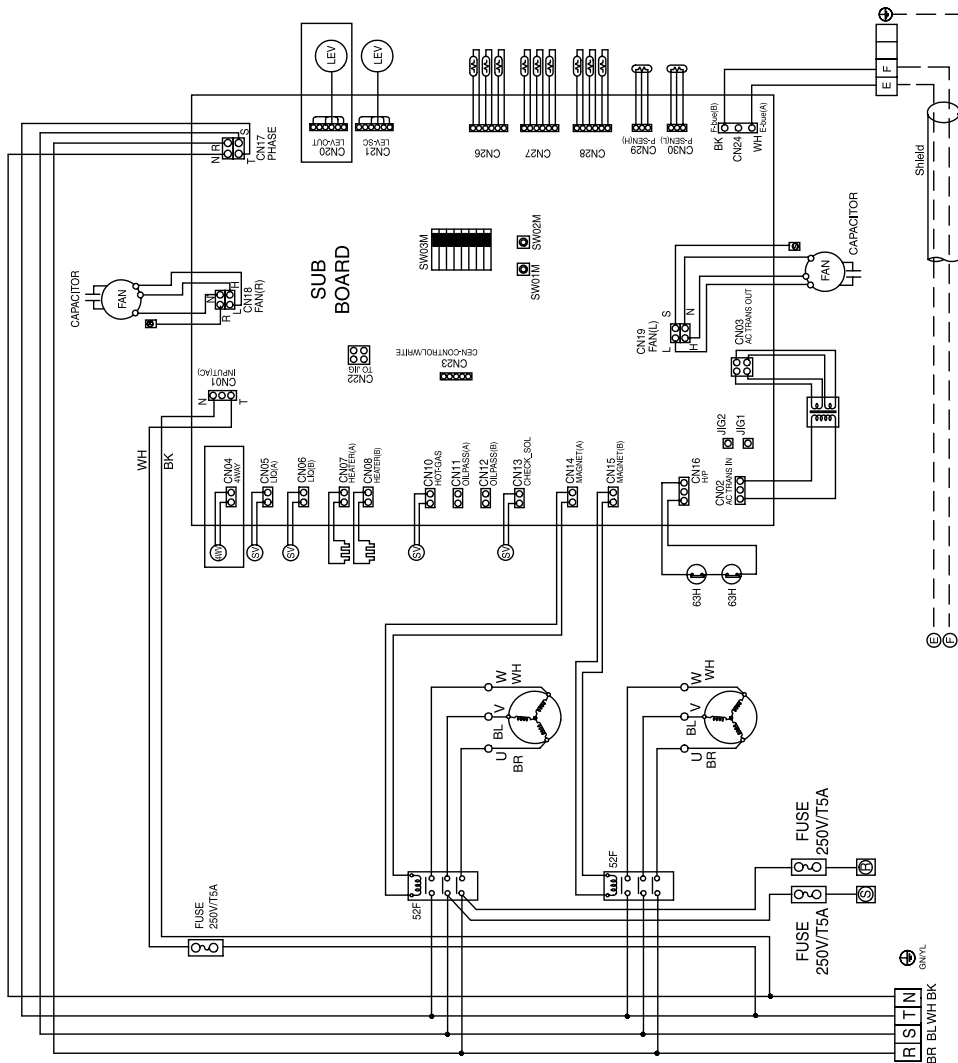 LEV
LEV
CN20
LEV-OUT
CN21
LEV-SC
CN26
CN27
CN28
CN29
P-SEN(H)
CN30
P-SEN(L)
BK
F-bue(B)
CN24
WH
E-bue(A)
E
F
Shield
N R
T
S
CN17
PHASE
CAPACITOR
FAN
N
R
H
L
CN18
FAN(R)
SUB
BOARD
SW03M
SW02M
SW01M
CN22
TO JIG
CN23
CEN-CONTROL/WRITE
CN19
FAN(L)
L
S
H
N
FAN
CAPACITOR
CN03
AC TRANS OUT
CN01
INPUT(AC)
N
T
WH
BK
CN04
4WAY
CN05
LIQ(A)
CN06
LIQ(B)
CN07
HEATER(A)
CN08
HEATER(B)
CN10
HOT-GAS
CN11
OILPASS(A)
CN12
OILPASS(B)
CN13
CHECK_SOL
CN14
MAGNET(A)
CN15
MAGNET(B)
CN16
H/P
CN02
AC TRANS IN
JIG2
JIG1
4WV
SV
SV
SV
SV
63H
63H
E
F
W
WH
V
BL
U
BR
W
WH
V
BL
U
BR
52F
52F
FUSE
250V/T5A
FUSE
250V/T5A
FUSE
250V/T5A
R
S
GN/YL
R S T N
BR BL WH BK